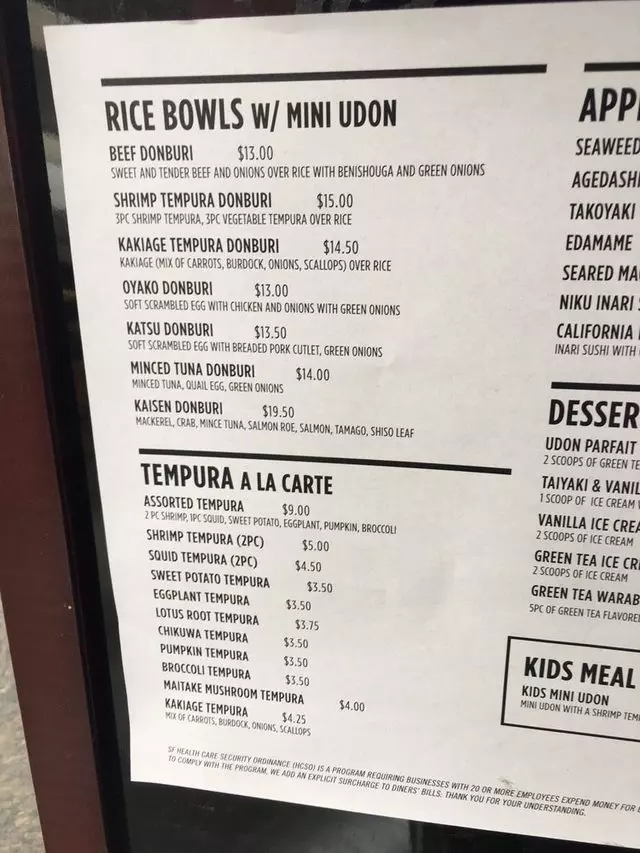 RICE BOWLS W/ MINI UDON
BEEF DONBURI $13.00
SWEET AND TENDER BEEF AND ONIONS OVER RICE WITH BENISHOUGA AND GREEN ONIONS
SHRIMP TEMPURA DONBURI $15.00
3PC SHRIMP TEMPURA, 3PC VEGETABLE TEMPURA OVER RICE
KAKIAGE TEMPURA DONBURI $14.50
KAKIAGE (MIX OF CARROTS, BURDOCK, ONIONS, SCALLOPS) OVER RICE
OYAKO DONBURI $13.00
SOFT SCRAMBLED EGG WITH CHICKEN AND ONIONS WITH GREEN ONIONS
KATSU DONBURI $13.50
SOFT SCRAMBLED EGG WITH BREADED PORK CUTLET, GREEN ONIONS
MINCED TUNA DONBURI $14.00
MINCED TUNA, QUAIL EGG, GREEN ONIONS
KAISEN DONBURI $19.50
MACKEREL, CRAB, MINCE TUNA, SALMON ROE, SALMON, TAMAGO, SHISO LEAF
TEMPURA A LA CARTE
ASSORTED TEMPURA $9.00
2 PC SHRIMP, 1PC SQUID, SWEET POTATO, EGGPLANT, PUMPKIN, BROCCOLI
SHRIMP TEMPURA (2PC) $5.00
SQUID TEMPURA (2PC) $4.50
SWEET POTATO TEMPURA $3.50
EGGPLANT TEMPURA $3.50
LOTUS ROOT TEMPURA $3.75
CHIKUWA TEMPURA $3.50
PUMPKIN TEMPURA $3.50
BROCCOLI TEMPURA $3.50
MAITAKE MUSHROOM TEMPURA $4.00
KAKIAGE TEMPURA $4.25
MIX OF CARROTS, BURDOCK, ONIONS, SCALLOPS
APP
SEAWEED
AGEDASHI
TAKOYAKI
EDAMAME
SEARED MA
NIKU INARI
CALIFORNIA
INARI SUSHI WITH
DESSER
UDON PARFAIT
2 SCOOPS OF GREEN TE
TAIYAKI & VANIL
1 SCOOP OF ICE CREAM
VANILLA ICE CREA
2 SCOOPS OF ICE CREAM
GREEN TEA ICE CR
2 SCOOPS OF ICE CREAM
GREEN TEA WARAB
5PC OF GREEN TEA FLAVORE
KIDS MEAL
KIDS MINI UDON
MINI UDON WITH A SHRIMP TEM
SF HEALTH CARE SECURITY ORDINANCE (HCSO) IS A PROGRAM REQUIRING BUSINESSES WITH 20 OR MORE EMPLOYEES EXPEND MONEY FOR
TO COMPLY WITH THE PROGRAM, WE ADD AN EXPLICIT SURCHARGE TO DINERS' BILLS. THANK YOU FOR YOUR UNDERSTANDING.